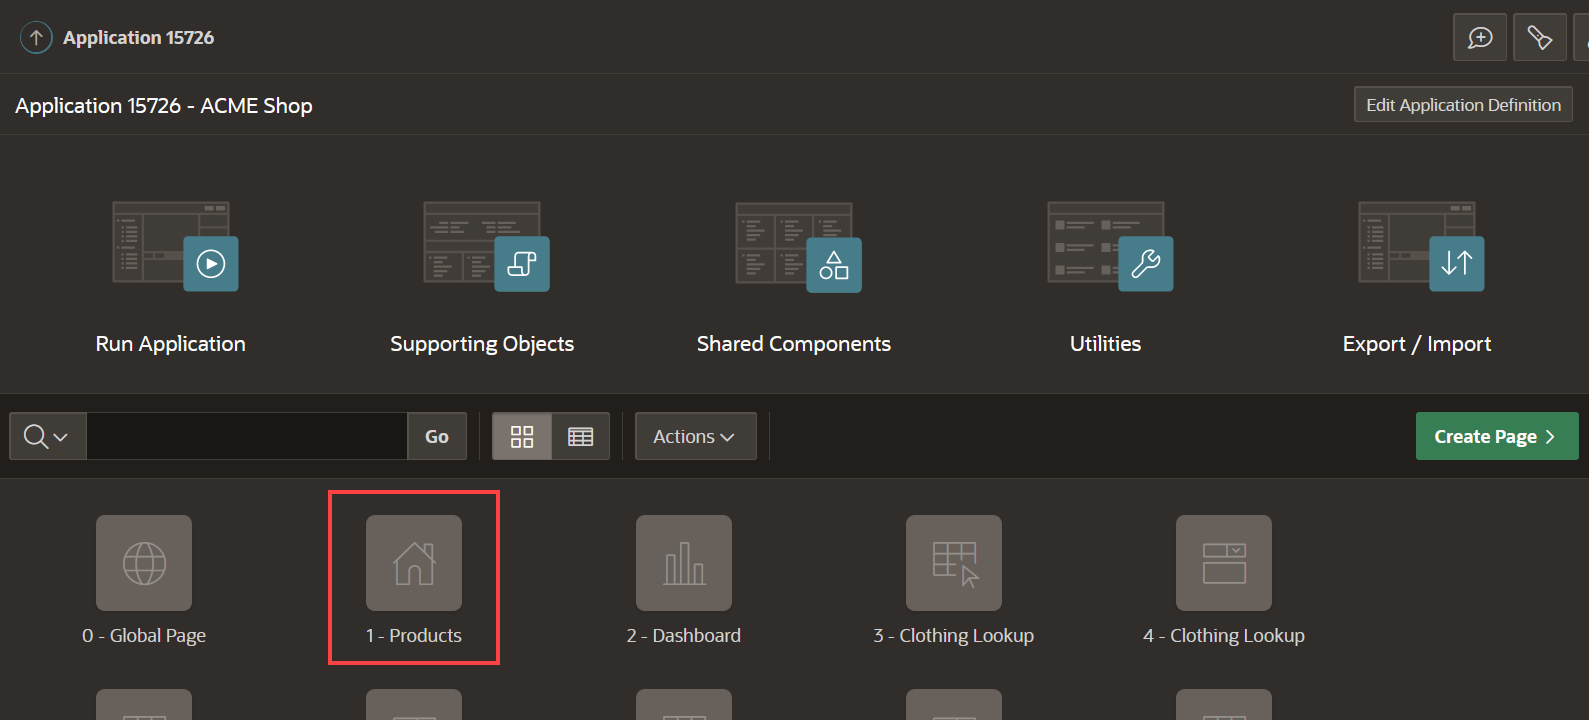 Application 15726
Application 15726 - ACME Shop
Edit Application Definition
Run Application
Supporting Objects
Shared Components
Utilities
Export / Import
Go
Actions
Create Page
0 - Global Page
1 - Products
2 - Dashboard
3 - Clothing Lookup
4 - Clothing Lookup